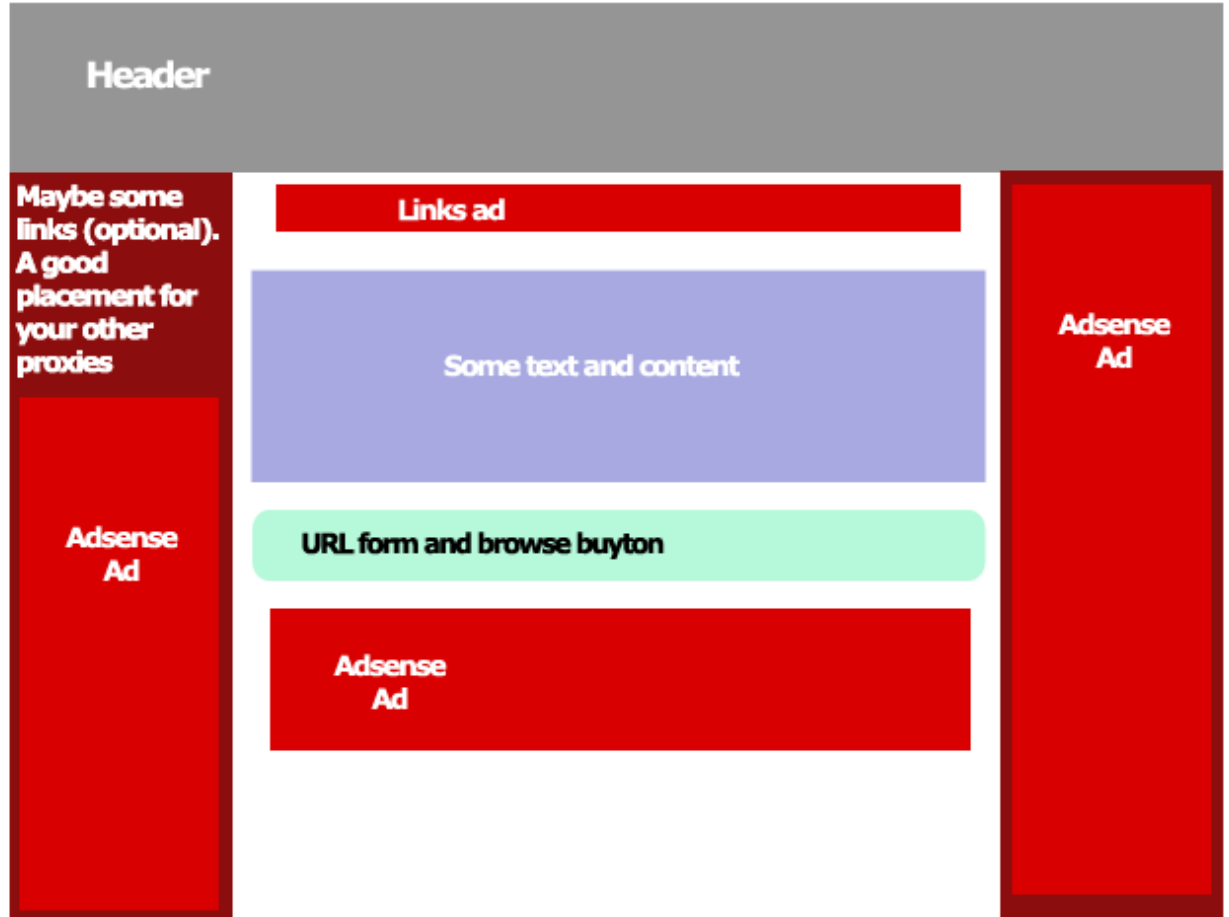 Header
Maybe some
links (optional).
A good
placement for
your other
proxies
Adsense
Ad
Links ad
Some text and content
URL form and browse buyton
Adsense
Ad
Adsense
Ad